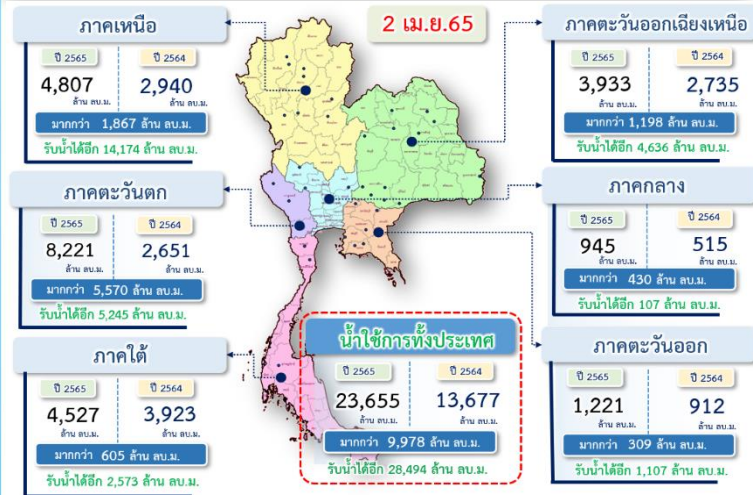 2 เม.ย.65
ภาคเหนือ
ปี 2565 ปี 2564
4,807 2,940
ล้าน ลบ.ม. ล้าน ลบ.ม.
มากกว่า 1,867 ล้าน ลบ.ม.
รับน้ำได้อีก 14,174 ล้าน ลบ.ม.
ภาคตะวันออกเฉียงเหนือ
ปี 2565 ปี 2564
3,933 2,735
ล้าน ลบ.ม. ล้าน ลบ.ม.
มากกว่า 1,198 ล้าน ลบ.ม.
รับน้ำได้อีก 4,636 ล้าน ลบ.ม.
ภาคตะวันตก
ปี 2565 ปี 2564
8,221 2,651
ล้าน ลบ.ม. ล้าน ลบ.ม.
มากกว่า 5,570 ล้าน ลบ.ม.
รับน้ำได้อีก 5,245 ล้าน ลบ.ม.
ภาคกลาง
ปี 2565 ปี 2564
945 515
ล้าน ลบ.ม. ล้าน ลบ.ม.
มากกว่า 430 ล้าน ลบ.ม.
รับน้ำได้อีก 107 ล้าน ลบ.ม.
ภาคใต้
ปี 2565 ปี 2564
4,527 3,923
ล้าน ลบ.ม. ล้าน ลบ.ม.
มากกว่า 605 ล้าน ลบ.ม.
รับน้ำได้อีก 2,573 ล้าน ลบ.ม.
น้ำใช้การทั้งประเทศ
ปี 2565 ปี 2564
23,655 13,677
ล้าน ลบ.ม. ล้าน ลบ.ม.
มากกว่า 9,978 ล้าน ลบ.ม.
รับน้ำได้อีก 28,494 ล้าน ลบ.ม.
ภาคตะวันออก
ปี 2565 ปี 2564
1,221 912
ล้าน ลบ.ม. ล้าน ลบ.ม.
มากกว่า 309 ล้าน ลบ.ม.
รับน้ำได้อีก 1,107 ล้าน ลบ.ม.